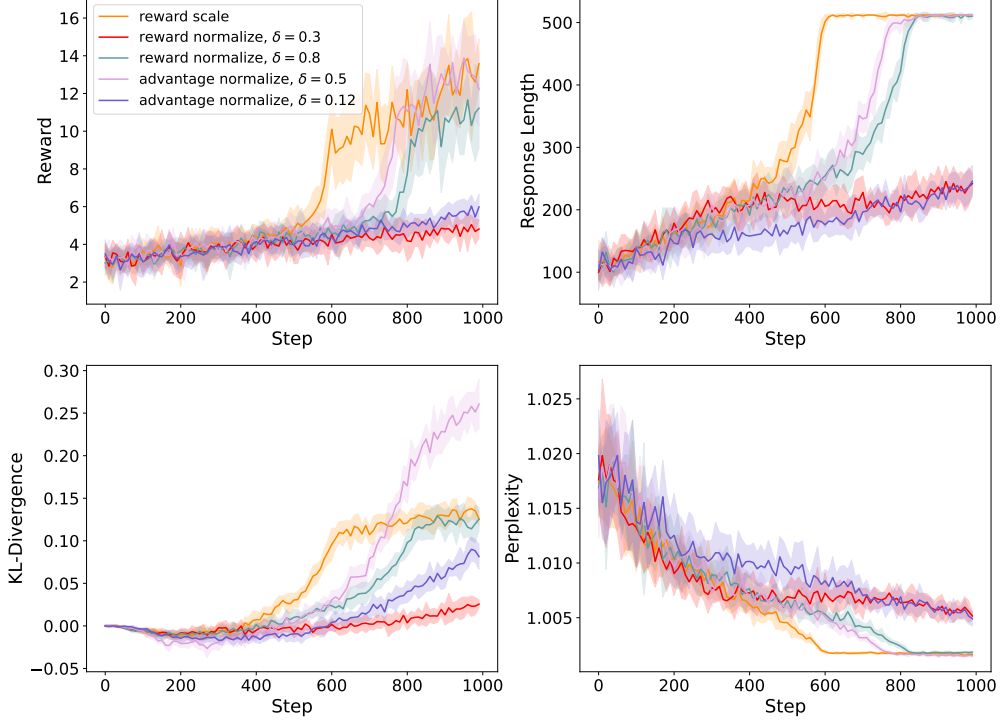 16
14
12
10
8
6
4
2
Reward
reward scale
reward normalize, δ = 0.3
reward normalize, δ = 0.8
advantage normalize, δ = 0.5
advantage normalize, δ = 0.12
0 200 400 600 800 1000
Step
500
400
300
200
100
Response Length
0 200 400 600 800 1000
Step
0.30
0.25
0.20
0.15
0.10
0.05
0.00
−0.05
KL-Divergence
0 200 400 600 800 1000
Step
1.025
1.020
1.015
1.010
1.005
Perplexity
0 200 400 600 800 1000
Step